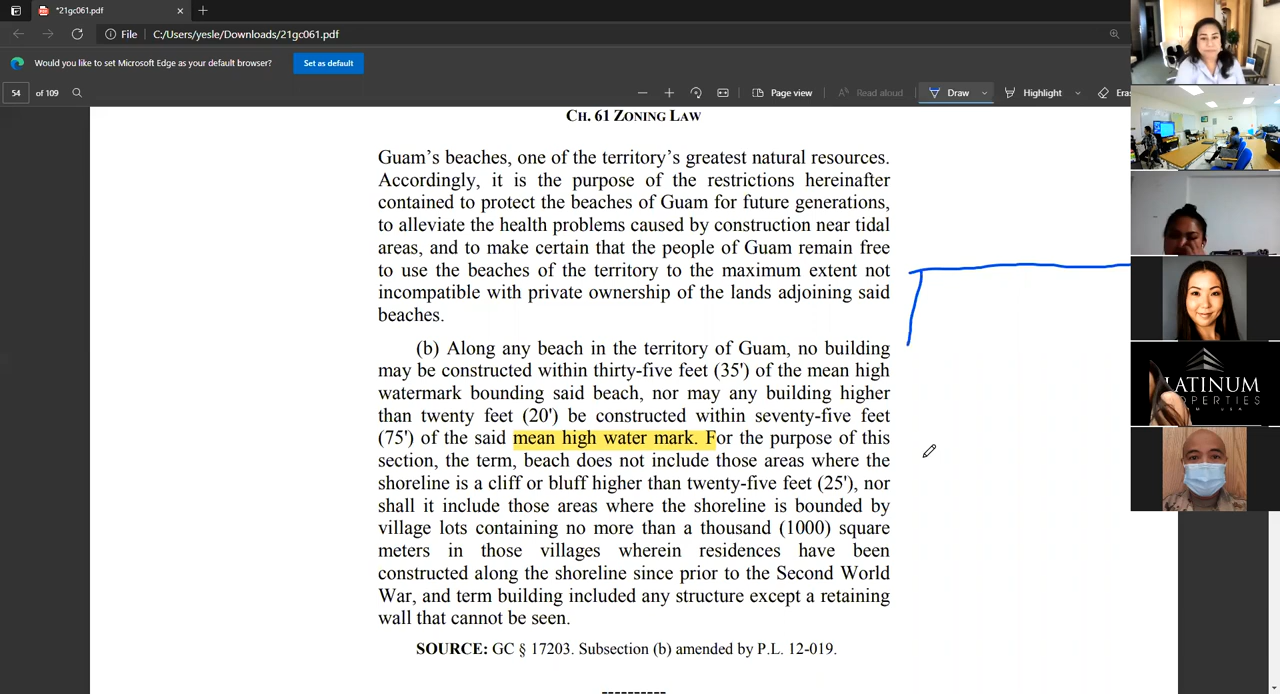 *21gc061.pdf
File C:/Users/yesle/Downloads/21gc061.pdf
Would you like to set Microsoft Edge as your default browser? Set as default
54 of 109 Page view Read aloud Draw Highlight
CH. 61 ZONING LAW
Guam's beaches, one of the territory's greatest natural resources.
Accordingly, it is the purpose of the restrictions hereinafter
contained to protect the beaches of Guam for future generations,
to alleviate the health problems caused by construction near tidal
areas, and to make certain that the people of Guam remain free
to use the beaches of the territory to the maximum extent not
incompatible with private ownership of the lands adjoining said
beaches.
(b) Along any beach in the territory of Guam, no building
may be constructed within thirty-five feet (35') of the mean high
watermark bounding said beach, nor may any building higher
than twenty feet (20') be constructed within seventy-five feet
(75') of the said mean high water mark. For the purpose of this
section, the term, beach does not include those areas where the
shoreline is a cliff or bluff higher than twenty-five feet (25'), nor
shall it include those areas where the shoreline is bounded by
village lots containing no more than a thousand (1000) square
meters in those villages wherein residences have been
constructed along the shoreline since prior to the Second World
War, and term building included any structure except a retaining
wall that cannot be seen.
SOURCE: GC § 17203. Subsection (b) amended by P.L. 12-019.
----------
LATINUM